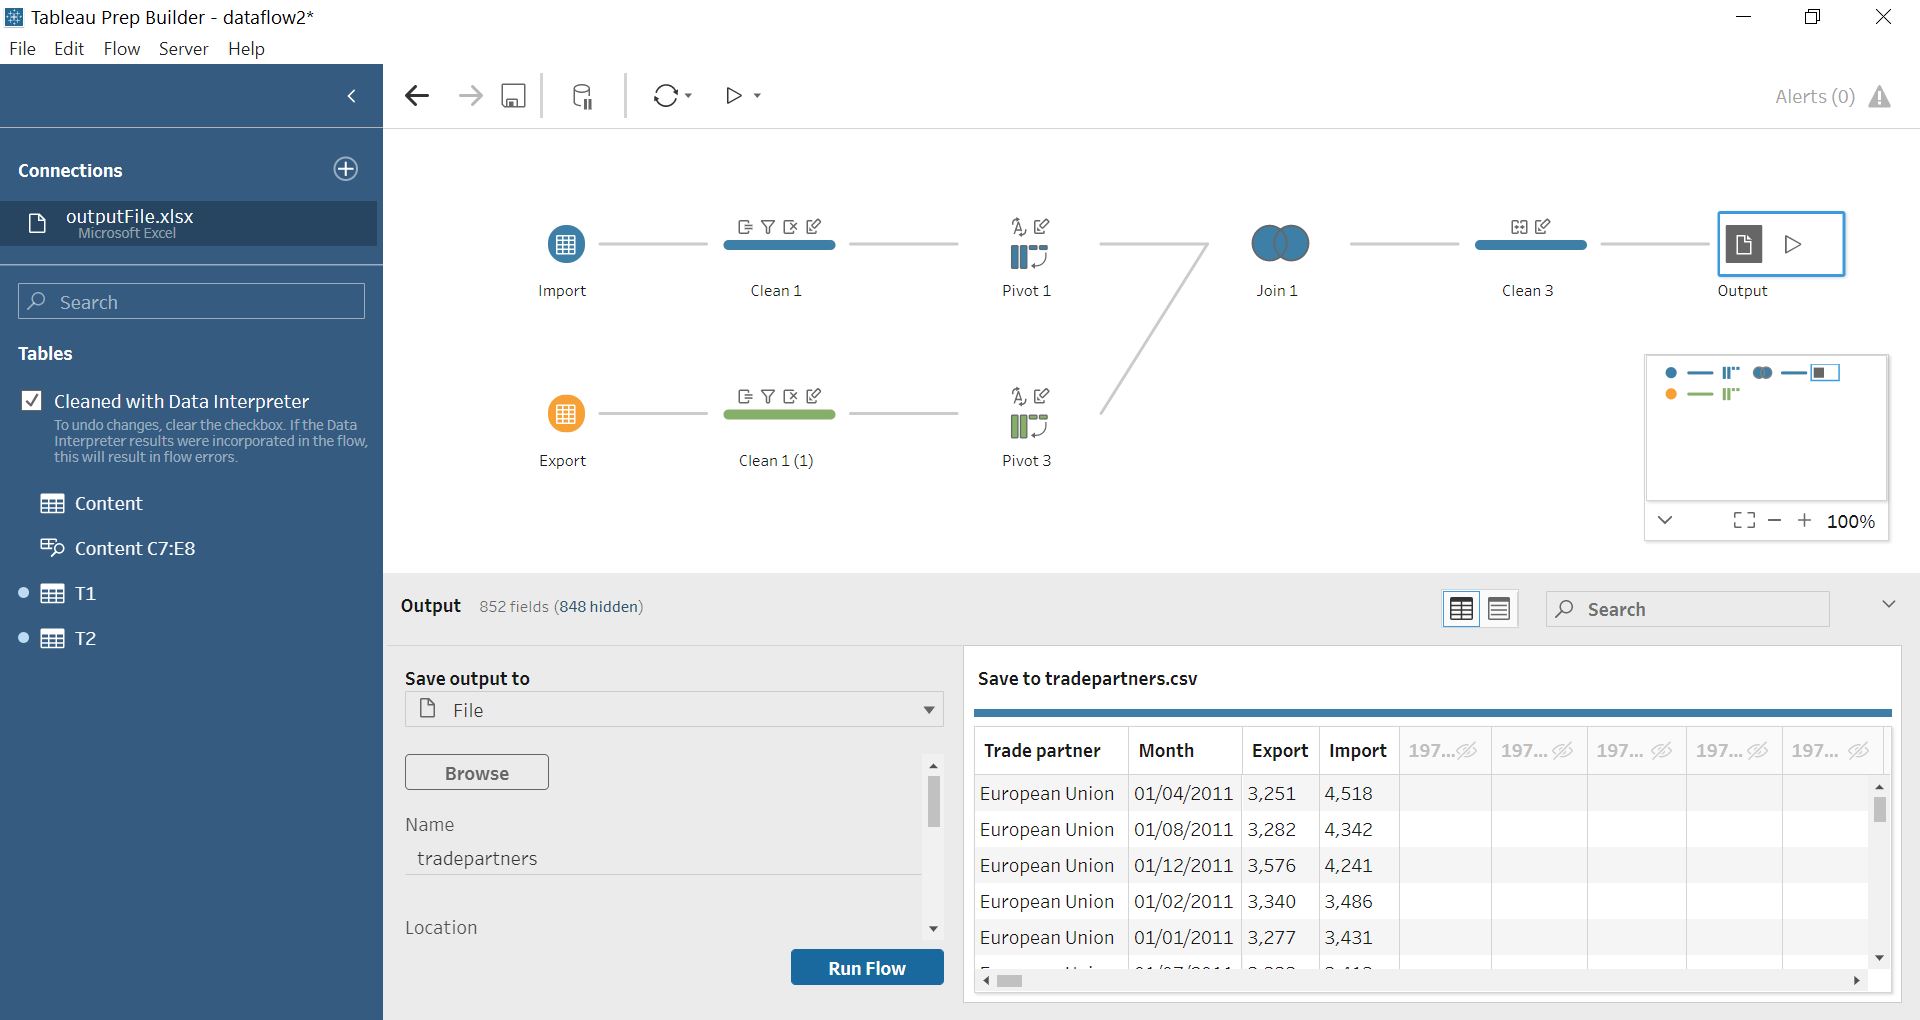 Tableau Prep Builder - dataflow2*
File Edit Flow Server Help
Alerts (0)
Connections
outputFile.xlsx
Microsoft Excel
Search
Tables
Cleaned with Data Interpreter
To undo changes, clear the checkbox. If the Data
Interpreter results were incorporated in the flow,
this will result in flow errors.
Content
Content C7:E8
T1
T2
Import
Clean 1
Pivot 1
Join 1
Clean 3
Output
Export
Clean 1 (1)
Pivot 3
100%
Output 852 fields (848 hidden)
Search
Save output to
File
Browse
Name
tradepartners
Location
Run Flow
Save to tradepartners.csv
Trade partner Month Export Import 197... 197... 197... 197... 197...
European Union 01/04/2011 3,251 4,518
European Union 01/08/2011 3,282 4,342
European Union 01/12/2011 3,576 4,241
European Union 01/02/2011 3,340 3,486
European Union 01/01/2011 3,277 3,431